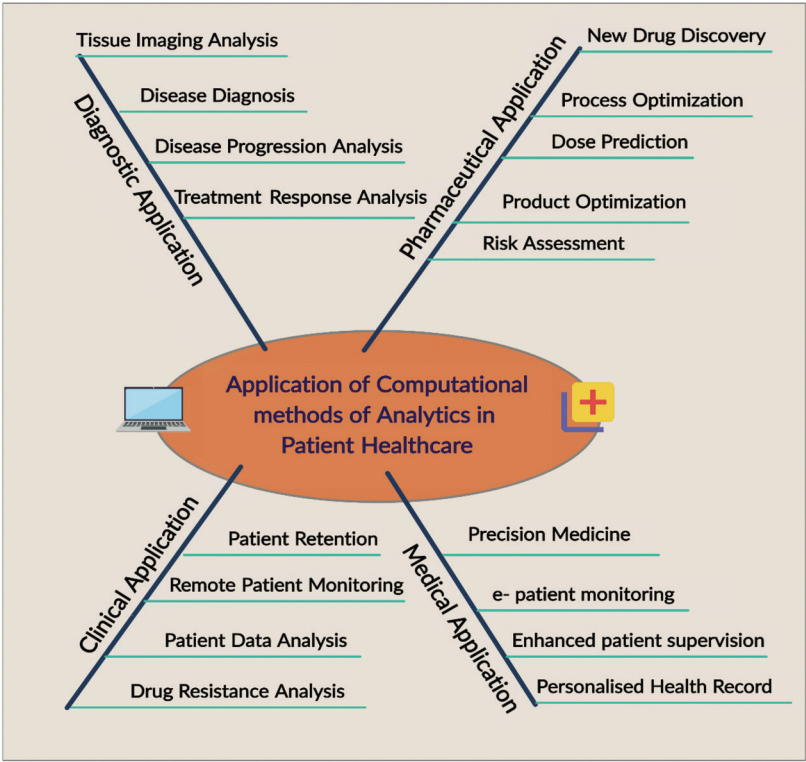 Tissue Imaging Analysis
Disease Diagnosis
Disease Progression Analysis
Treatment Response Analysis
Diagnostic Application
New Drug Discovery
Process Optimization
Dose Prediction
Product Optimization
Risk Assessment
Pharmaceutical Application
Application of Computational
methods of Analytics in
Patient Healthcare
Clinical Application
Patient Retention
Remote Patient Monitoring
Patient Data Analysis
Drug Resistance Analysis
Medical Application
Precision Medicine
e- patient monitoring
Enhanced patient supervision
Personalised Health Record